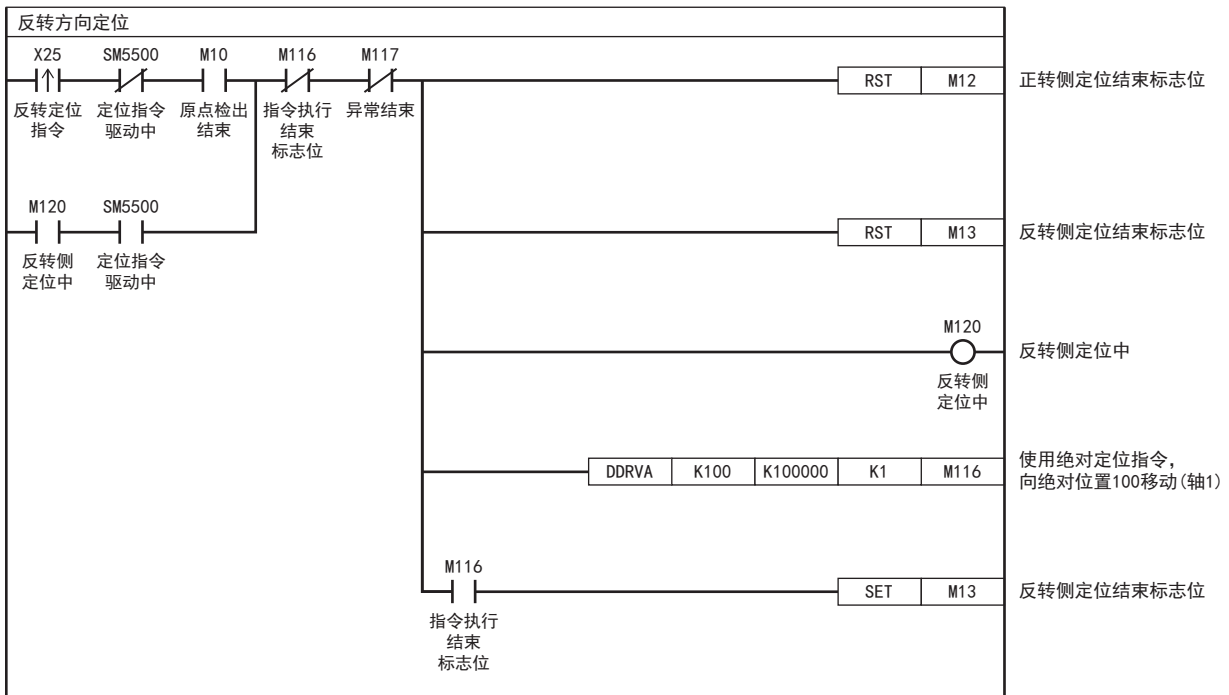 反转方向定位
X25 SM5500 M10 M116 M117
RST M12 正转侧定位结束标志位
反转定位 定位指令 原点检出 指令执行 异常结束
指令 驱动中 结束 结束
标志位
M120 SM5500
RST M13 反转侧定位结束标志位
反转侧 定位指令
定位中 驱动中
M120
反转侧定位中
反转侧
定位中
DDRVA K100 K100000 K1 M116 使用绝对定位指令，
向绝对位置100移动(轴1)
M116
SET M13 反转侧定位结束标志位
指令执行
结束
标志位